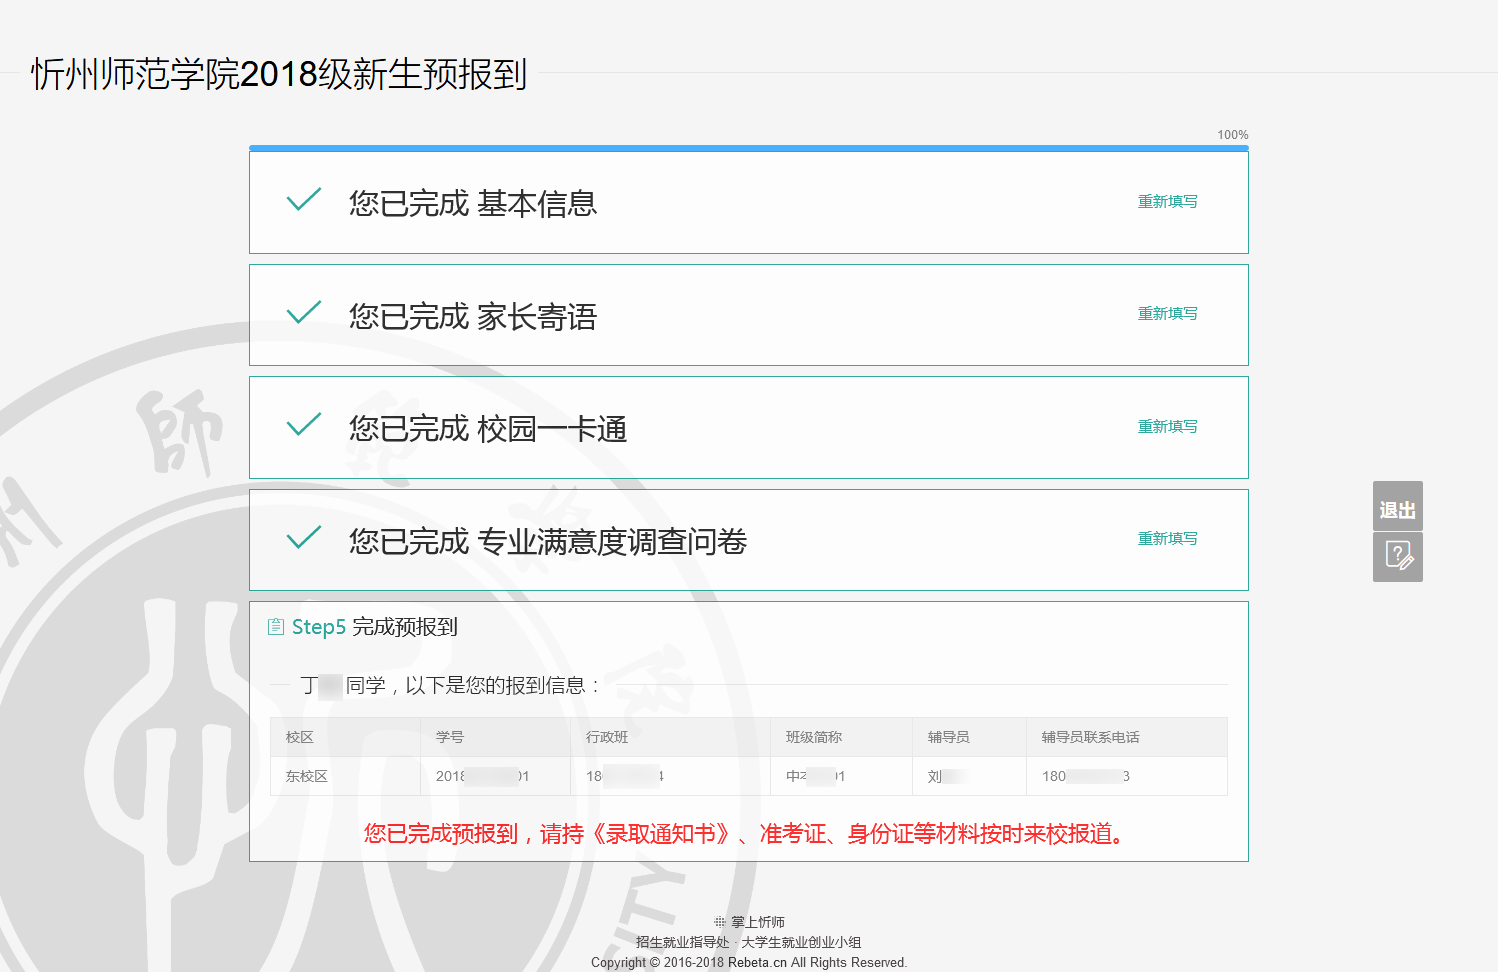 忻州师范学院2018级新生预报到
100%
您已完成 基本信息
重新填写
您已完成 家长寄语
重新填写
您已完成 校园一卡通
重新填写
您已完成 专业满意度调查问卷
重新填写
退出
Step5 完成预报到
丁 同学，以下是您的报到信息：
校区 学号 行政班 班级简称 辅导员 辅导员联系电话
东校区 2018 01 18 4 中 01 刘 180 3
您已完成预报到，请持《录取通知书》、准考证、身份证等材料按时来校报道。
掌上忻师
招生就业指导处 · 大学生就业创业小组
Copyright © 2016-2018 Rebeta.cn All Rights Reserved.
師
SITY